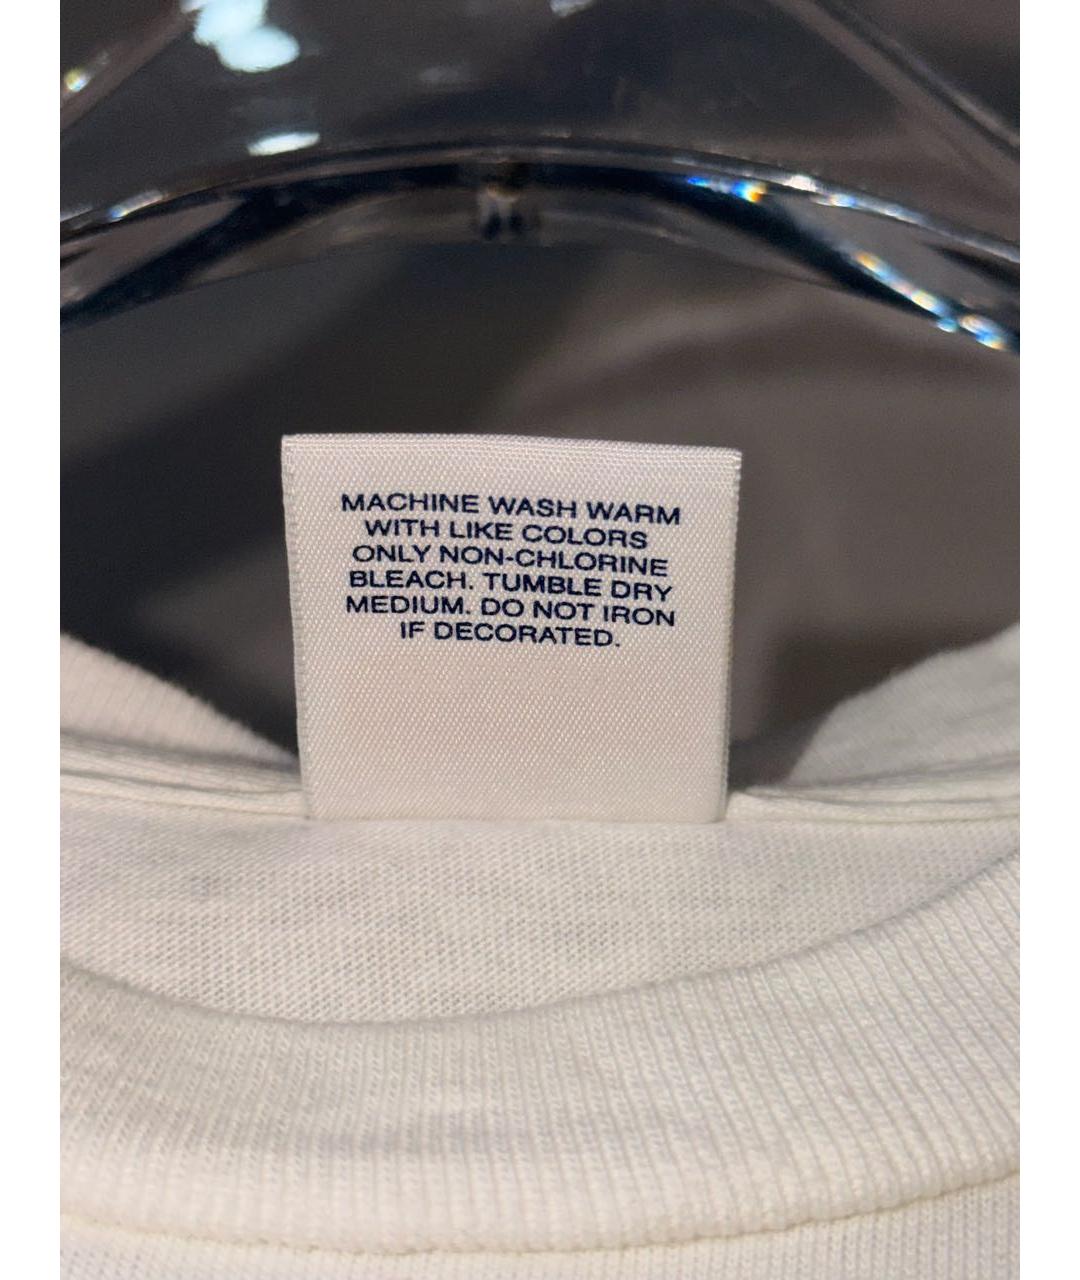 MACHINE WASH WARM
WITH LIKE COLORS
ONLY NON-CHLORINE
BLEACH. TUMBLE DRY
MEDIUM. DO NOT IRON
IF DECORATED.